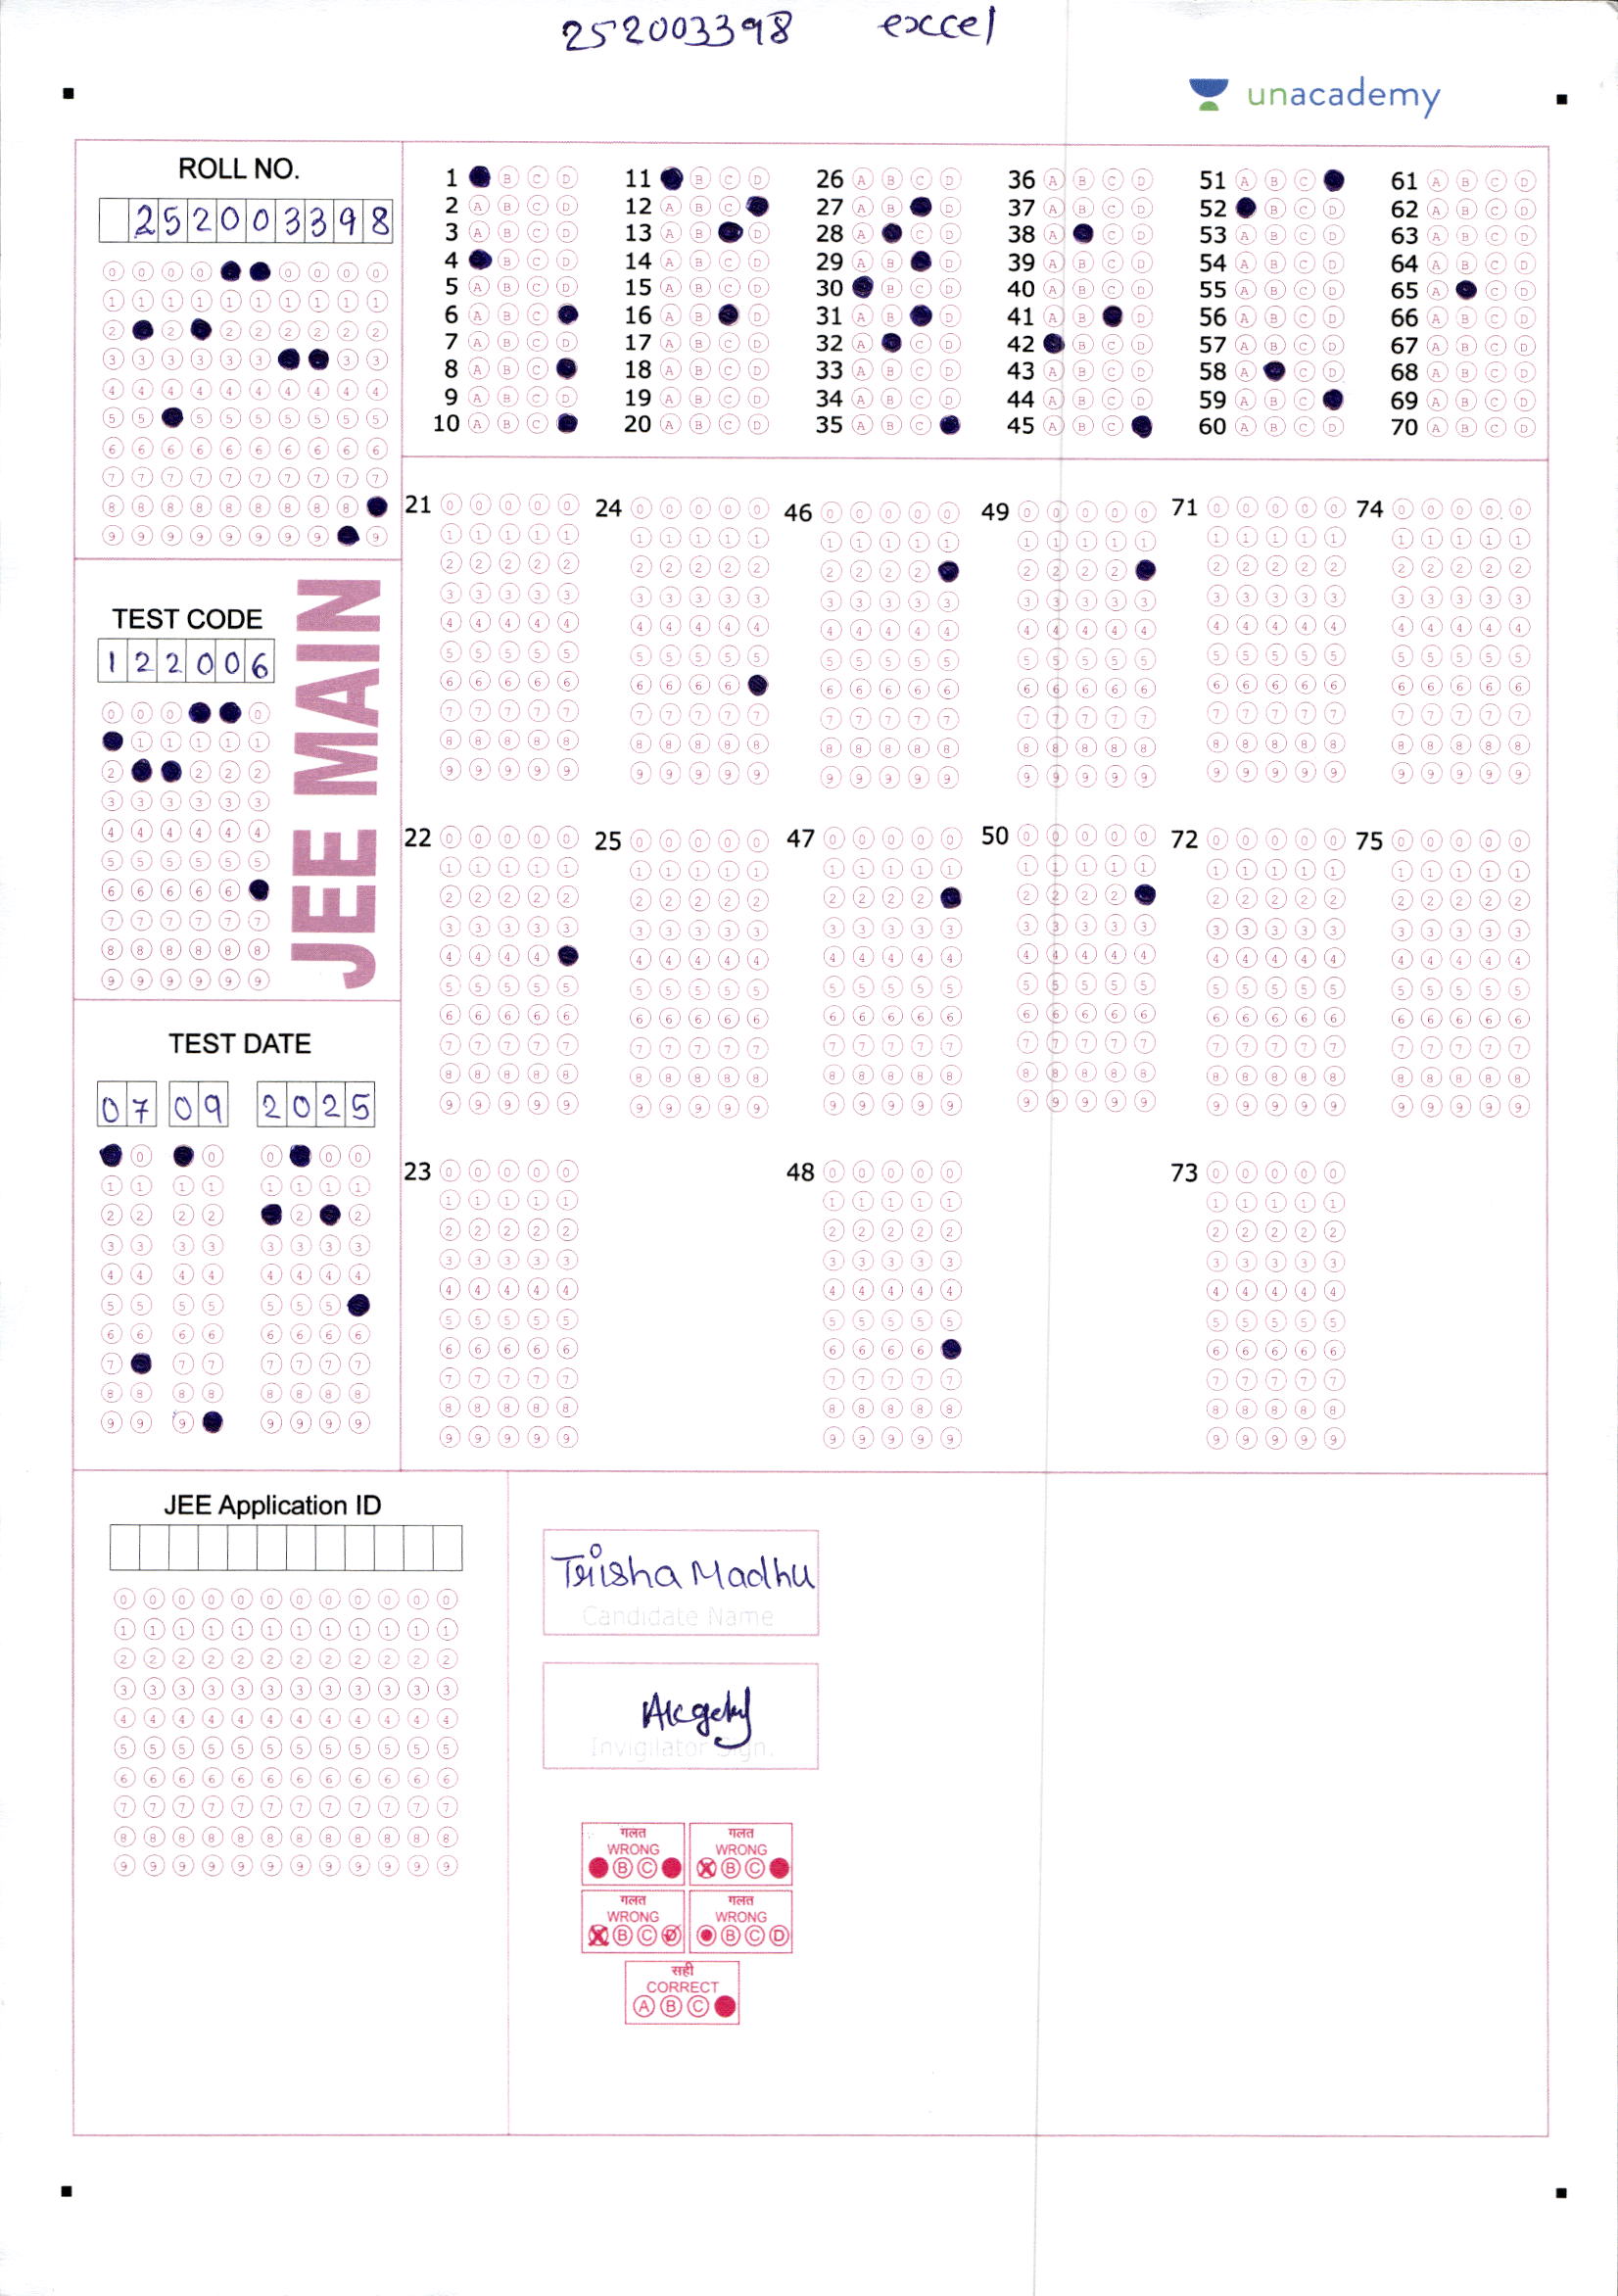 252003398 excel
unacademy
ROLL NO.
252003398
TEST CODE
122006
JEE MAIN
TEST DATE
07 09 2025
1 A B C D
2 A B C D
3 A B C D
4 A B C D
5 A B C D
6 A B C D
7 A B C D
8 A B C D
9 A B C D
10 A B C D
11 A B C D
12 A B C D
13 A B C D
14 A B C D
15 A B C D
16 A B C D
17 A B C D
18 A B C D
19 A B C D
20 A B C D
26 A B C D
27 A B C D
28 A B C D
29 A B C D
30 A B C D
31 A B C D
32 A B C D
33 A B C D
34 A B C D
35 A B C D
36 A B C D
37 A B C D
38 A B C D
39 A B C D
40 A B C D
41 A B C D
42 A B C D
43 A B C D
44 A B C D
45 A B C D
51 A B C D
52 A B C D
53 A B C D
54 A B C D
55 A B C D
56 A B C D
57 A B C D
58 A B C D
59 A B C D
60 A B C D
61 A B C D
62 A B C D
63 A B C D
64 A B C D
65 A B C D
66 A B C D
67 A B C D
68 A B C D
69 A B C D
70 A B C D
21 24 46 49 71 74
22 25 47 50 72 75
23 48 73
JEE Application ID
Trisha Madhu
Candidate Name
Invigilator Sign.
गलत
WRONG
B C
गलत
WRONG
B C
गलत
WRONG
B C D
गलत
WRONG
B C D
सही
CORRECT
A B C